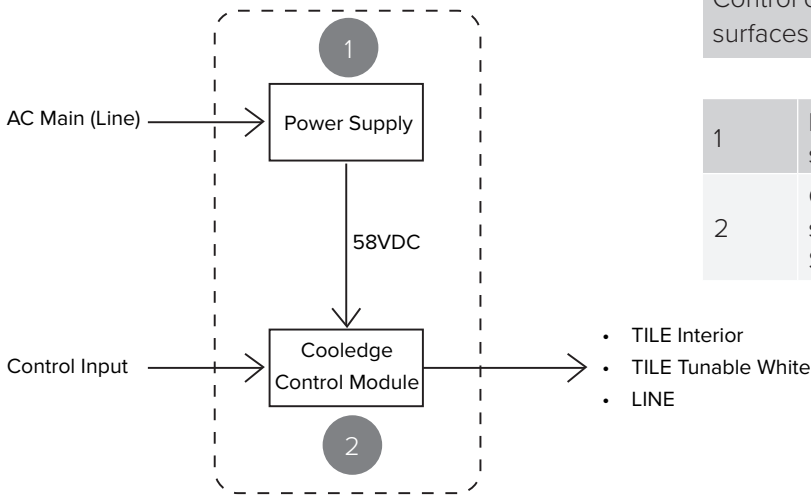 Control
surfaces
1
AC Main (Line)
Power Supply
1
2
58VDC
Control Input
Cooledge
Control Module
• TILE Interior
• TILE Tunable White
• LINE
2